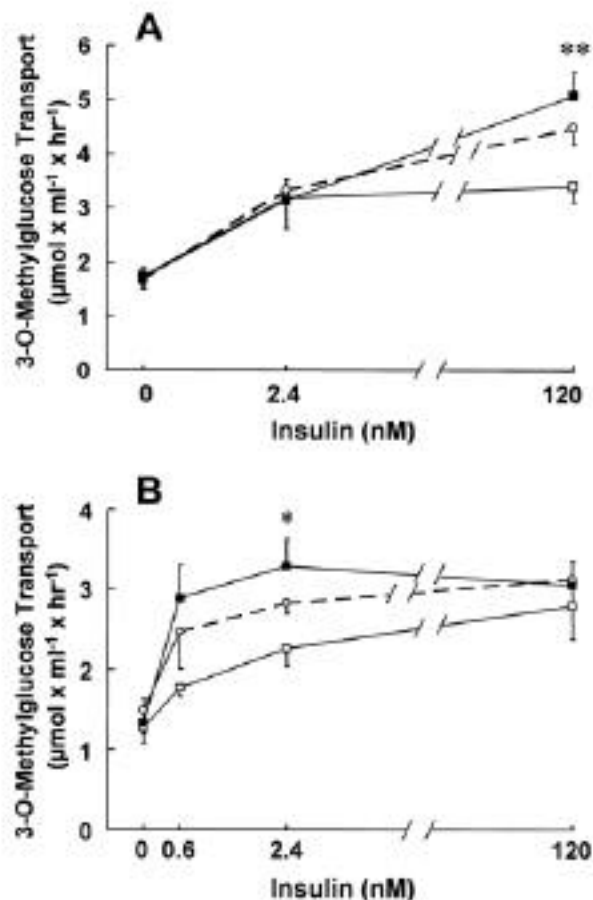 A
3-O-Methylglucose Transport
(μmol x ml⁻¹ x hr⁻¹)
6
5
4
3
2
1
0
**
0 2.4 120
Insulin (nM)
B
3-O-Methylglucose Transport
(μmol x ml⁻¹ x hr⁻¹)
4
3
2
1
0
*
0 0.6 2.4 120
Insulin (nM)